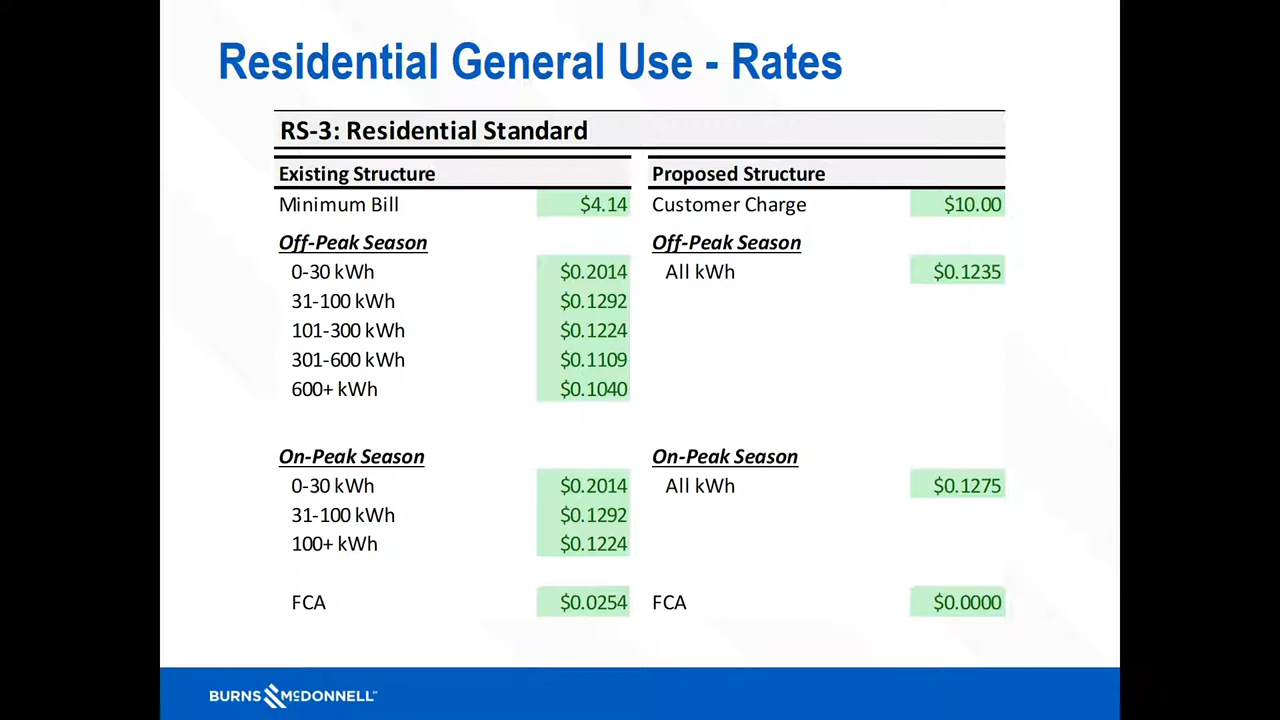 Residential General Use - Rates
RS-3: Residential Standard
Existing Structure
Minimum Bill $4.14
Off-Peak Season
0-30 kWh $0.2014
31-100 kWh $0.1292
101-300 kWh $0.1224
301-600 kWh $0.1109
600+ kWh $0.1040
On-Peak Season
0-30 kWh $0.2014
31-100 kWh $0.1292
100+ kWh $0.1224
FCA $0.0254
Proposed Structure
Customer Charge $10.00
Off-Peak Season
All kWh $0.1235
On-Peak Season
All kWh $0.1275
FCA $0.0000
BURNS McDONNELL